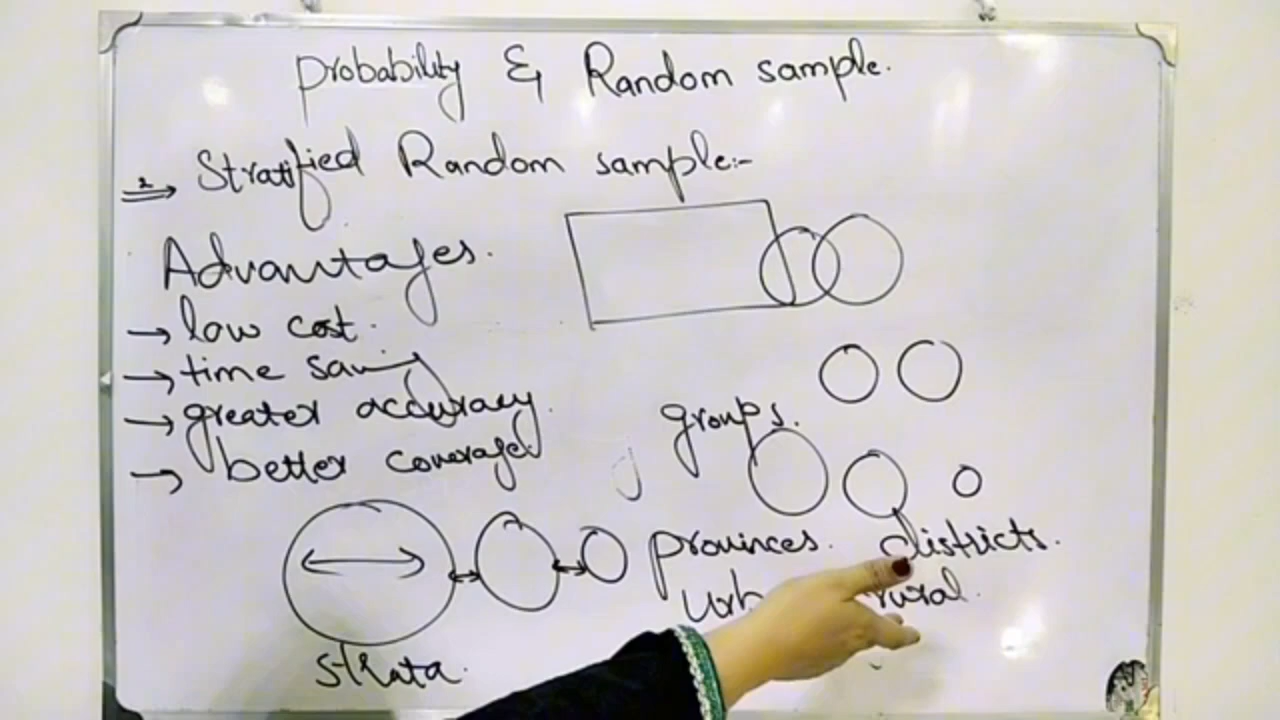 probability & Random sample.
2 Stratified Random sample:-
Advantages.
→ low cost.
→ time saving
→ greater accuracy.
→ better coverage
groups.
provinces. districts.
rural.
strata.